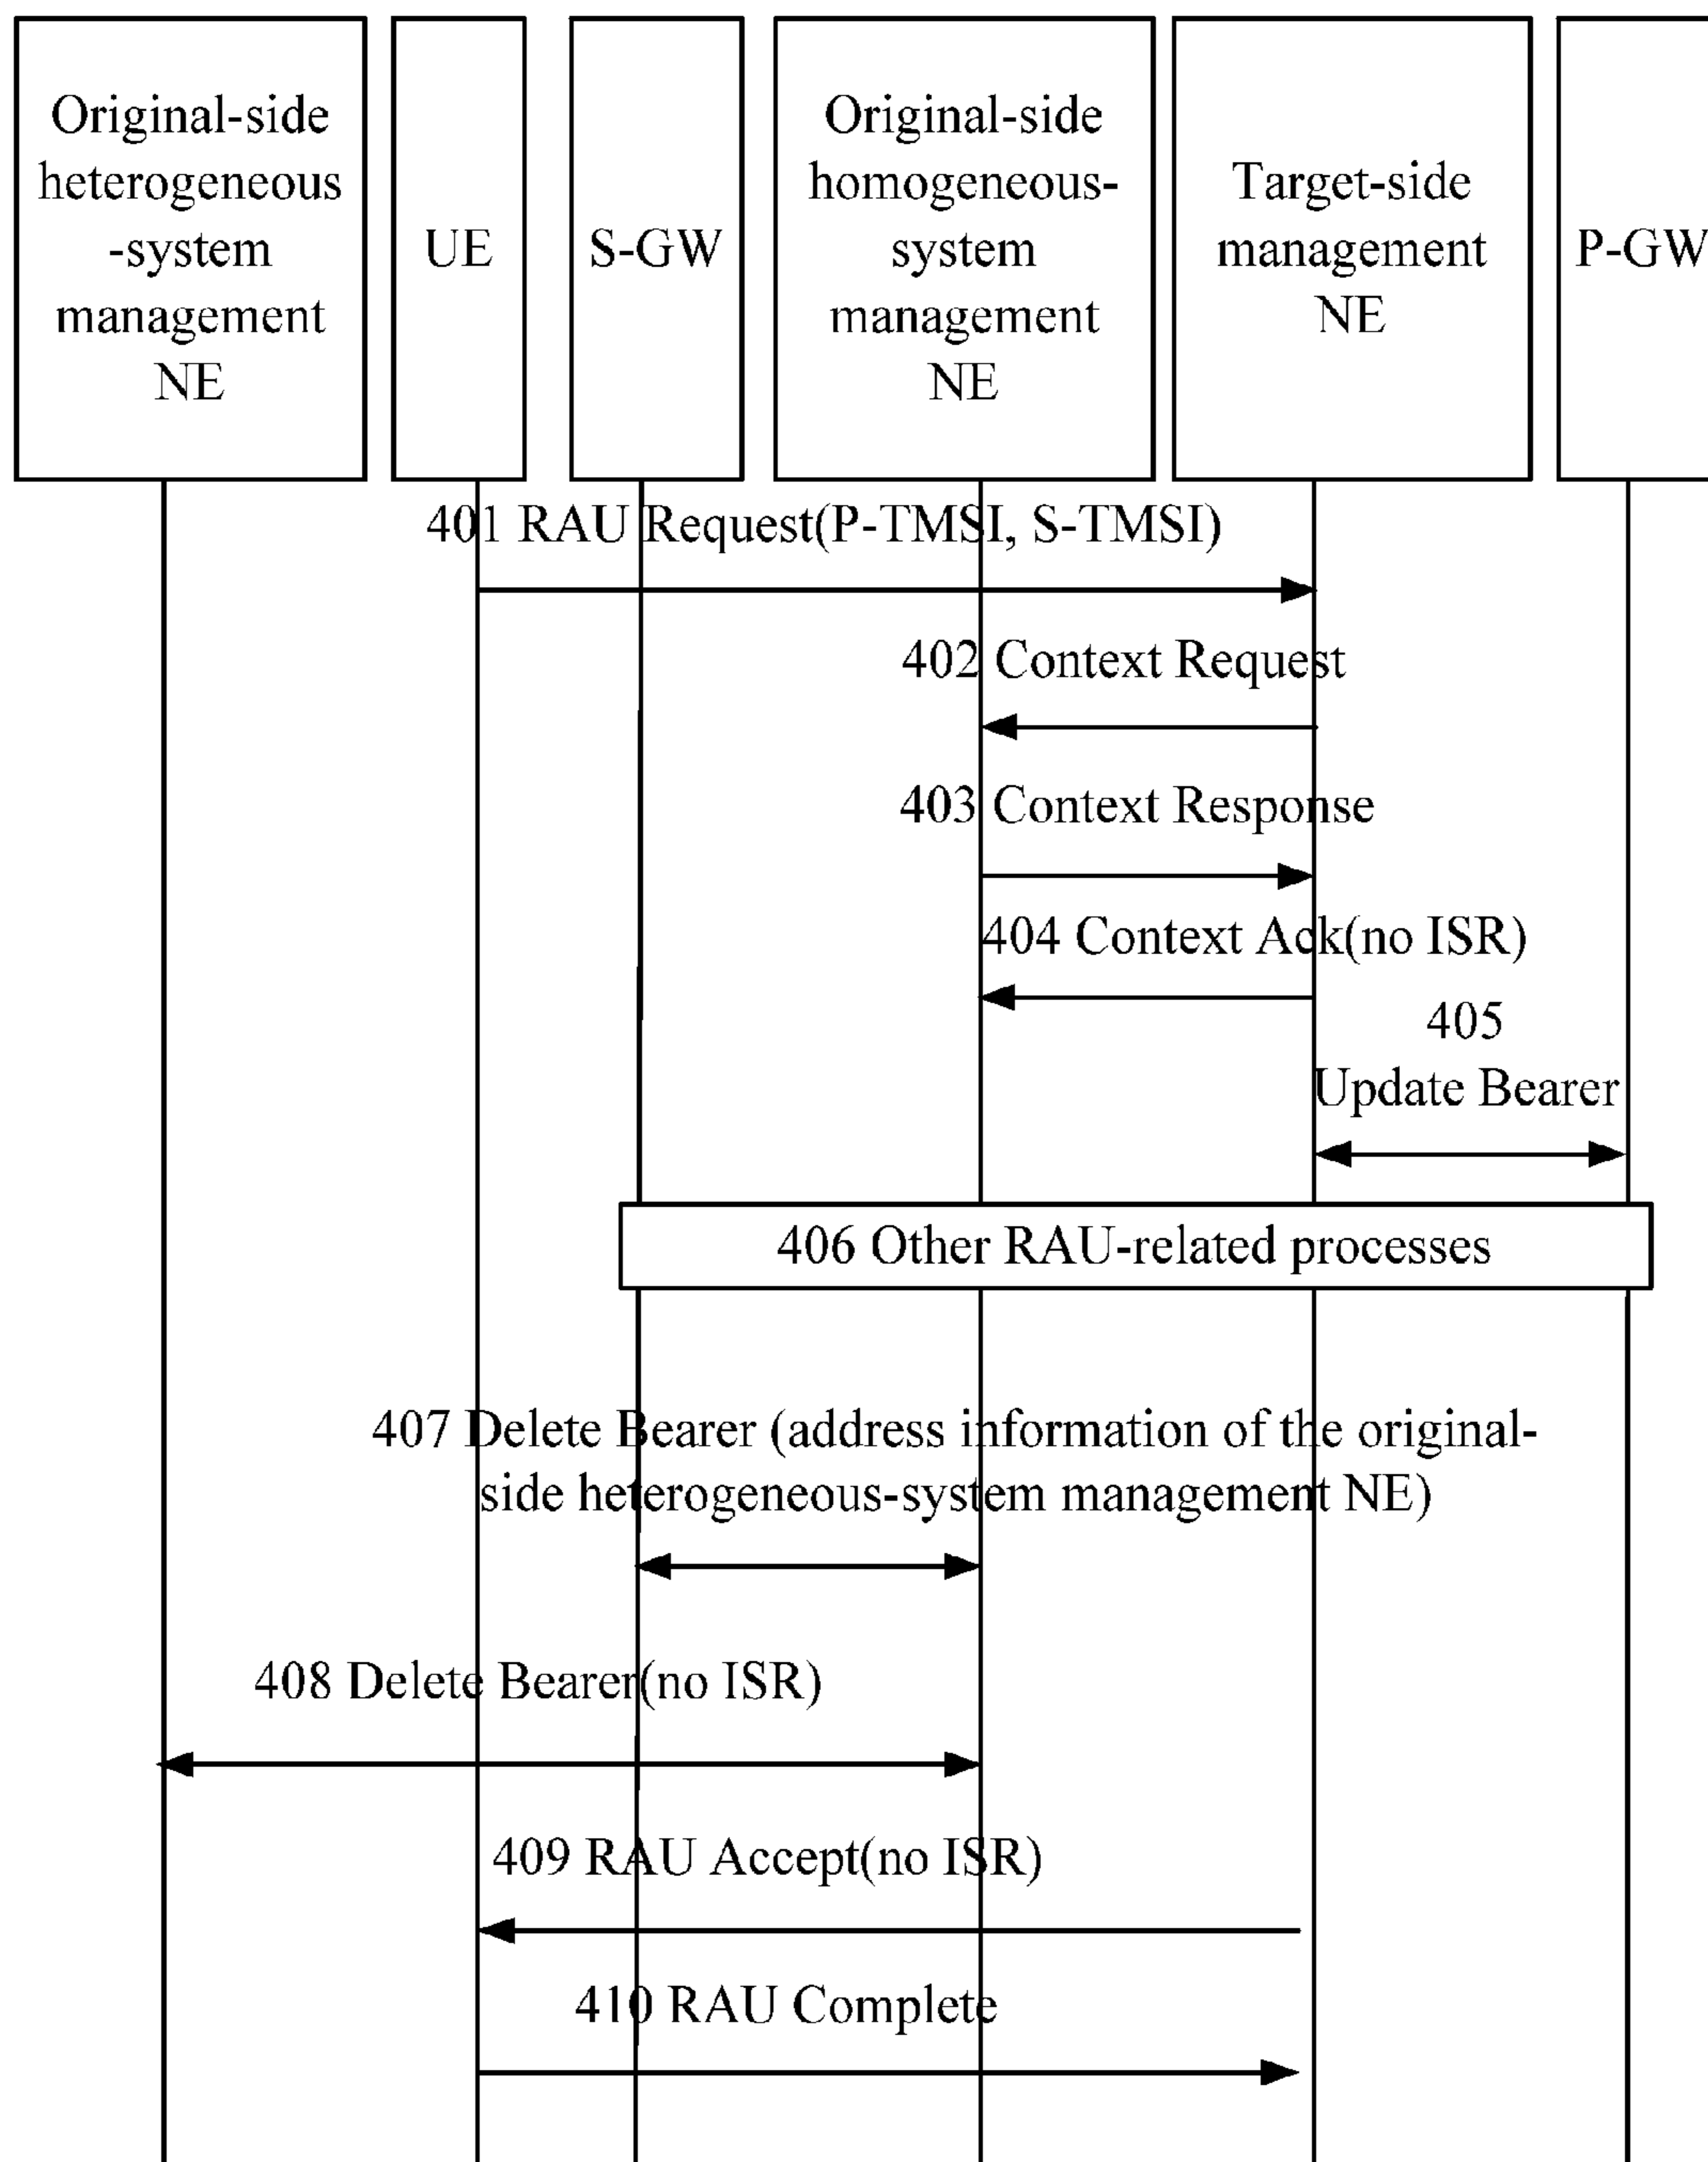 Original-side
heterogeneous
-system
management
NE
UE
S-GW
Original-side
homogeneous-
system
management
NE
Target-side
management
NE
P-GW
401 RAU Request(P-TMSI, S-TMSI)
402 Context Request
403 Context Response
404 Context Ack(no ISR)
405
Update Bearer
406 Other RAU-related processes
407 Delete Bearer (address information of the original-
side heterogeneous-system management NE)
408 Delete Bearer(no ISR)
409 RAU Accept(no ISR)
410 RAU Complete